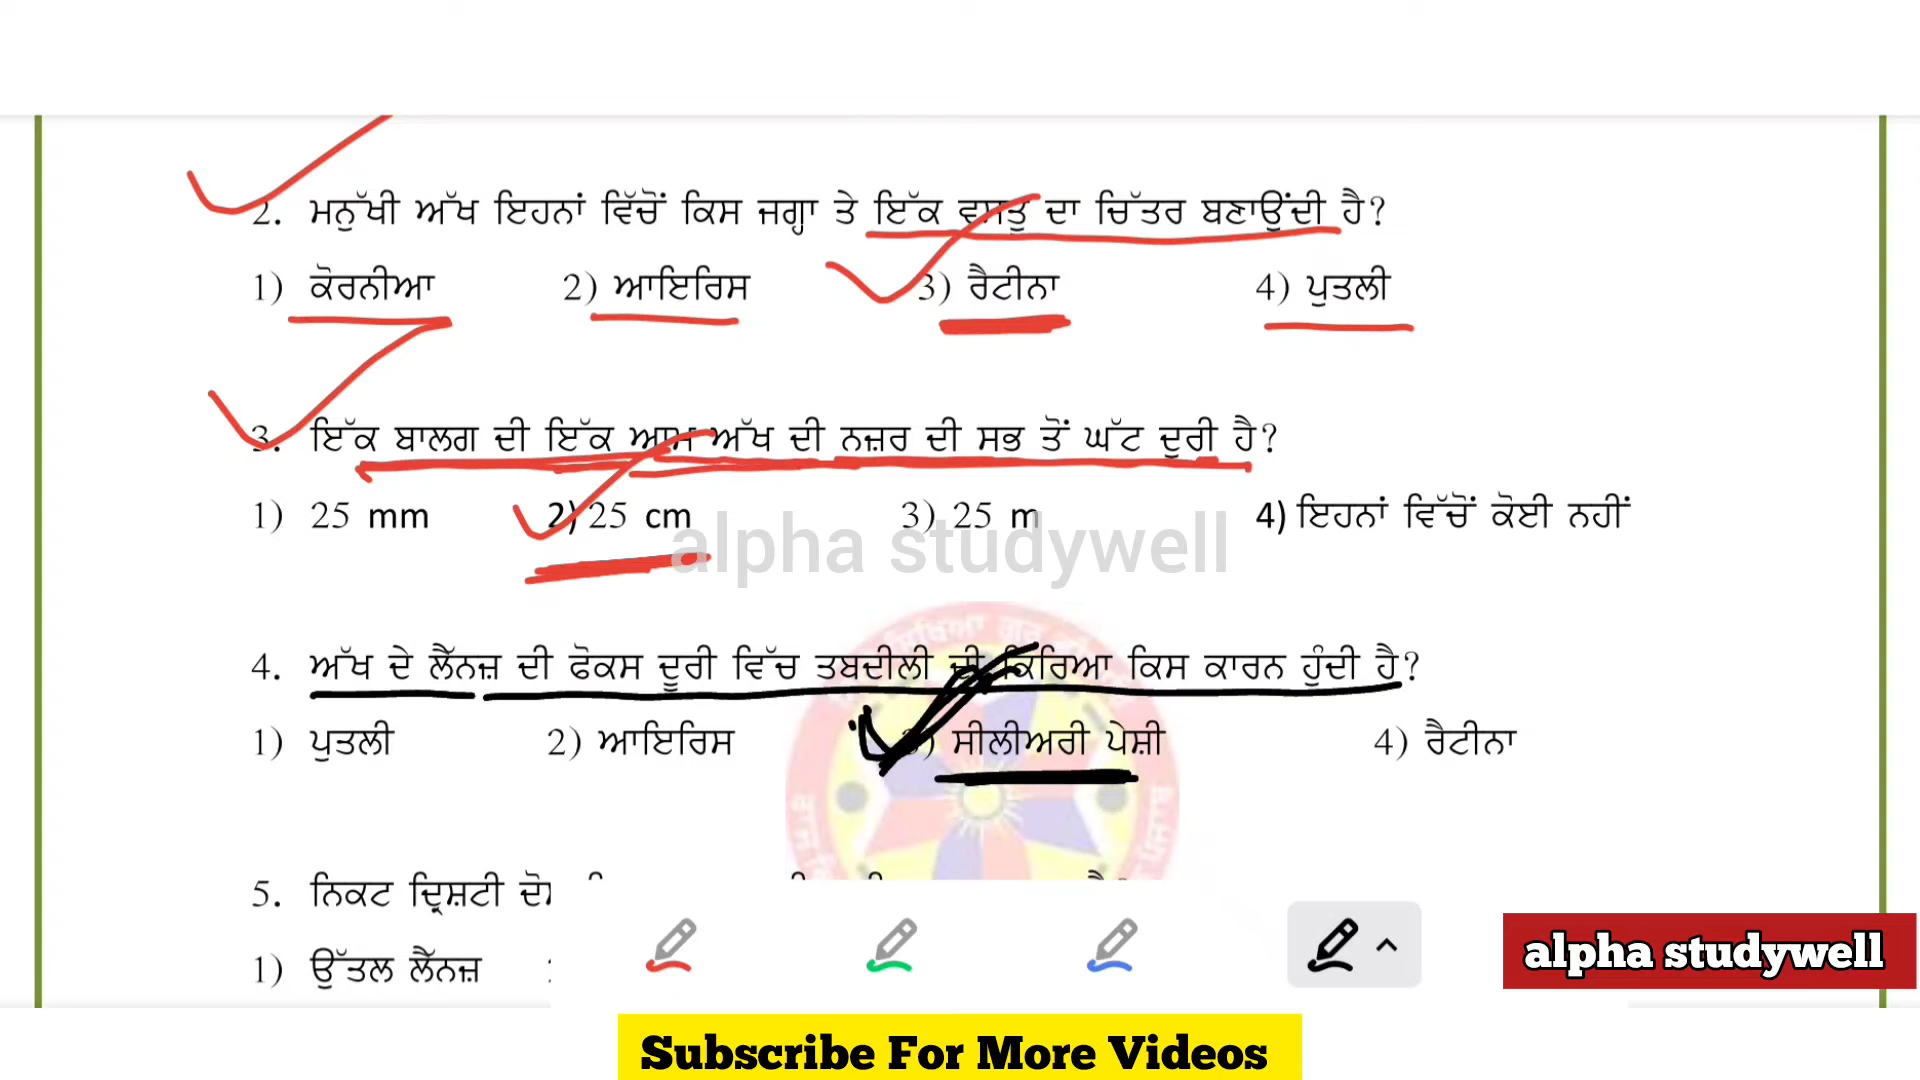 2. ਮਨੁੱਖੀ ਅੱਖ ਇਹਨਾਂ ਵਿੱਚੋਂ ਕਿਸ ਜਗ੍ਹਾ ਤੇ ਇੱਕ ਵਸਤੂ ਦਾ ਚਿੱਤਰ ਬਣਾਉਂਦੀ ਹੈ?
1) ਕੋਰਨੀਆ 2) ਆਇਰਿਸ 3) ਰੈਟੀਨਾ 4) ਪੁਤਲੀ
3. ਇੱਕ ਬਾਲਗ ਦੀ ਇੱਕ ਆਮ ਅੱਖ ਦੀ ਨਜ਼ਰ ਦੀ ਸਭ ਤੋਂ ਘੱਟ ਦੂਰੀ ਹੈ?
1) 25 mm 2) 25 cm 3) 25 m 4) ਇਹਨਾਂ ਵਿੱਚੋਂ ਕੋਈ ਨਹੀਂ
alpha studywell
4. ਅੱਖ ਦੇ ਲੈੱਨਜ਼ ਦੀ ਫੋਕਸ ਦੂਰੀ ਵਿੱਚ ਤਬਦੀਲੀ ਦੀ ਕਿਰਿਆ ਕਿਸ ਕਾਰਨ ਹੁੰਦੀ ਹੈ?
1) ਪੁਤਲੀ 2) ਆਇਰਿਸ 3) ਸੀਲੀਅਰੀ ਪੇਸ਼ੀ 4) ਰੈਟੀਨਾ
5. ਨਿਕਟ ਦ੍ਰਿਸ਼ਟੀ
1) ਉੱਤਲ ਲੈੱਨਜ਼
alpha studywell
Subscribe For More Videos